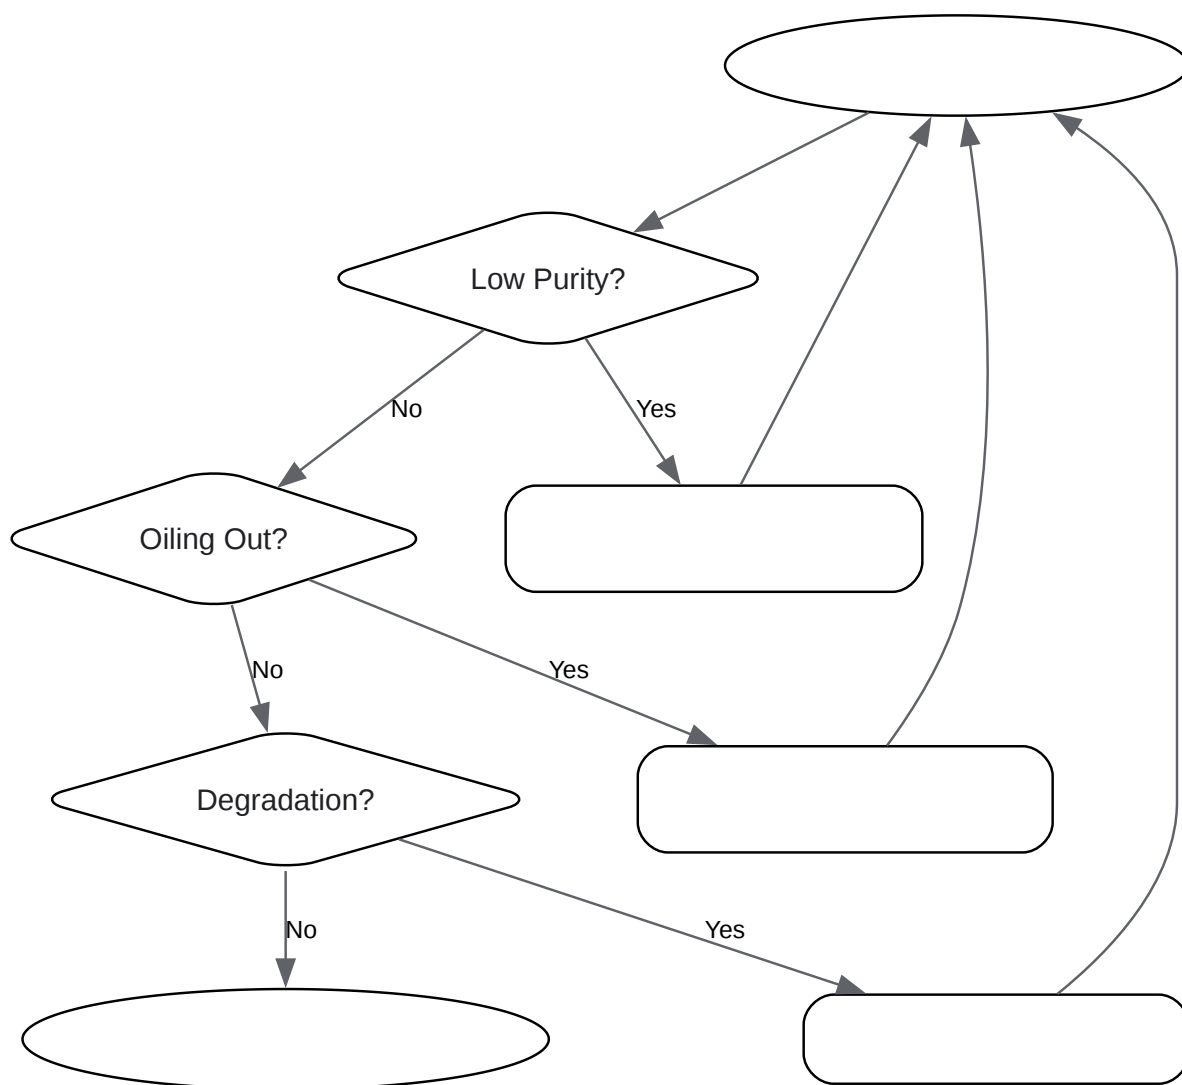 Low Purity?
No
Yes
Oiling Out?
No
Yes
Degradation?
No
Yes